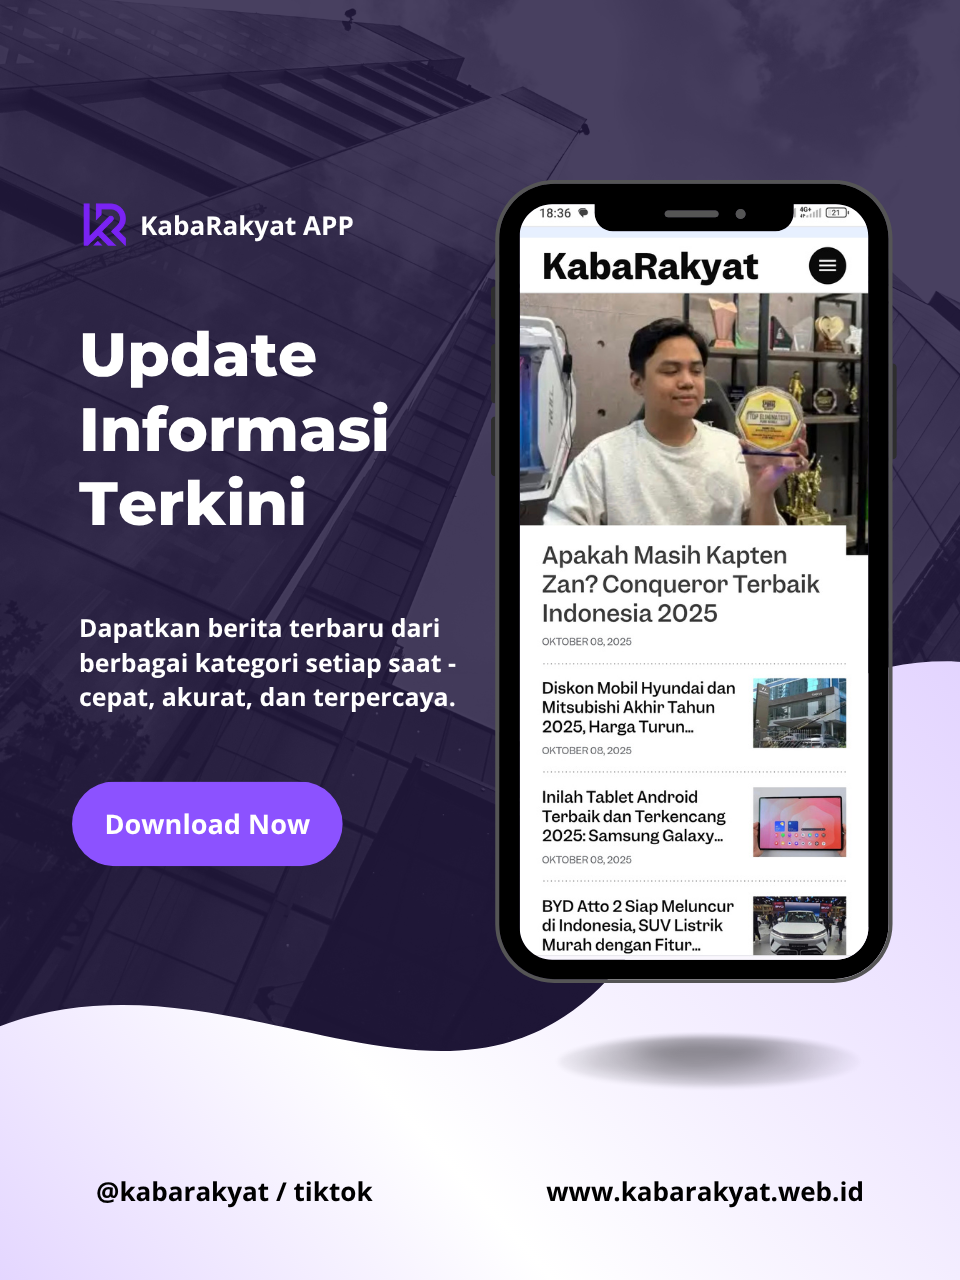 KabaRakyat APP
Update
Informasi
Terkini
Dapatkan berita terbaru dari
berbagai kategori setiap saat -
cepat, akurat, dan terpercaya.
Download Now
18:36
4G+
21
KabaRakyat
TOP ELIMINATION
Apakah Masih Kapten
Zan? Conqueror Terbaik
Indonesia 2025
OKTOBER 08, 2025
Diskon Mobil Hyundai dan
Mitsubishi Akhir Tahun
2025, Harga Turun...
OKTOBER 08, 2025
Inilah Tablet Android
Terbaik dan Terkencang
2025: Samsung Galaxy...
OKTOBER 08, 2025
BYD Atto 2 Siap Meluncur
di Indonesia, SUV Listrik
Murah dengan Fitur...
@kabarakyat / tiktok
www.kabarakyat.web.id